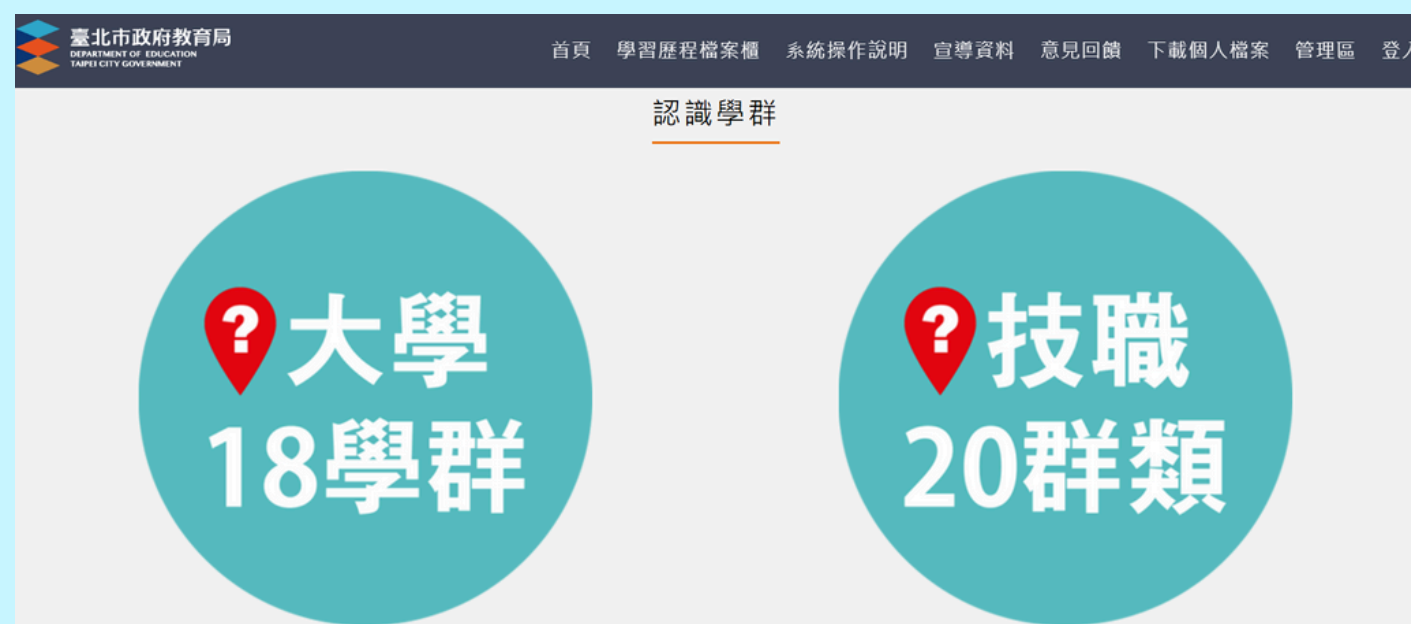 臺北市政府教育局
DEPARTMENT OF EDUCATION
TAIPEI CITY GOVERNMENT
首頁 學習歷程檔案櫃 系統操作說明 宣導資料 意見回饋 下載個人檔案 管理區 登入
認識學群
?大學
18學群
?技職
20群類